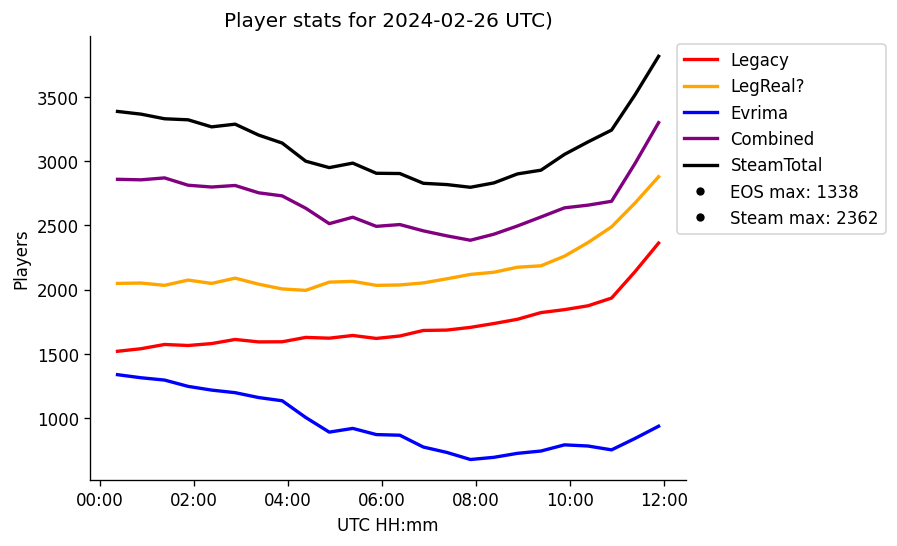 Player stats for 2024-02-26 UTC)
Legacy
LegReal?
Evrima
Combined
SteamTotal
EOS max: 1338
Steam max: 2362
Players
3500
3000
2500
2000
1500
1000
00:00 02:00 04:00 06:00 08:00 10:00 12:00
UTC HH:mm